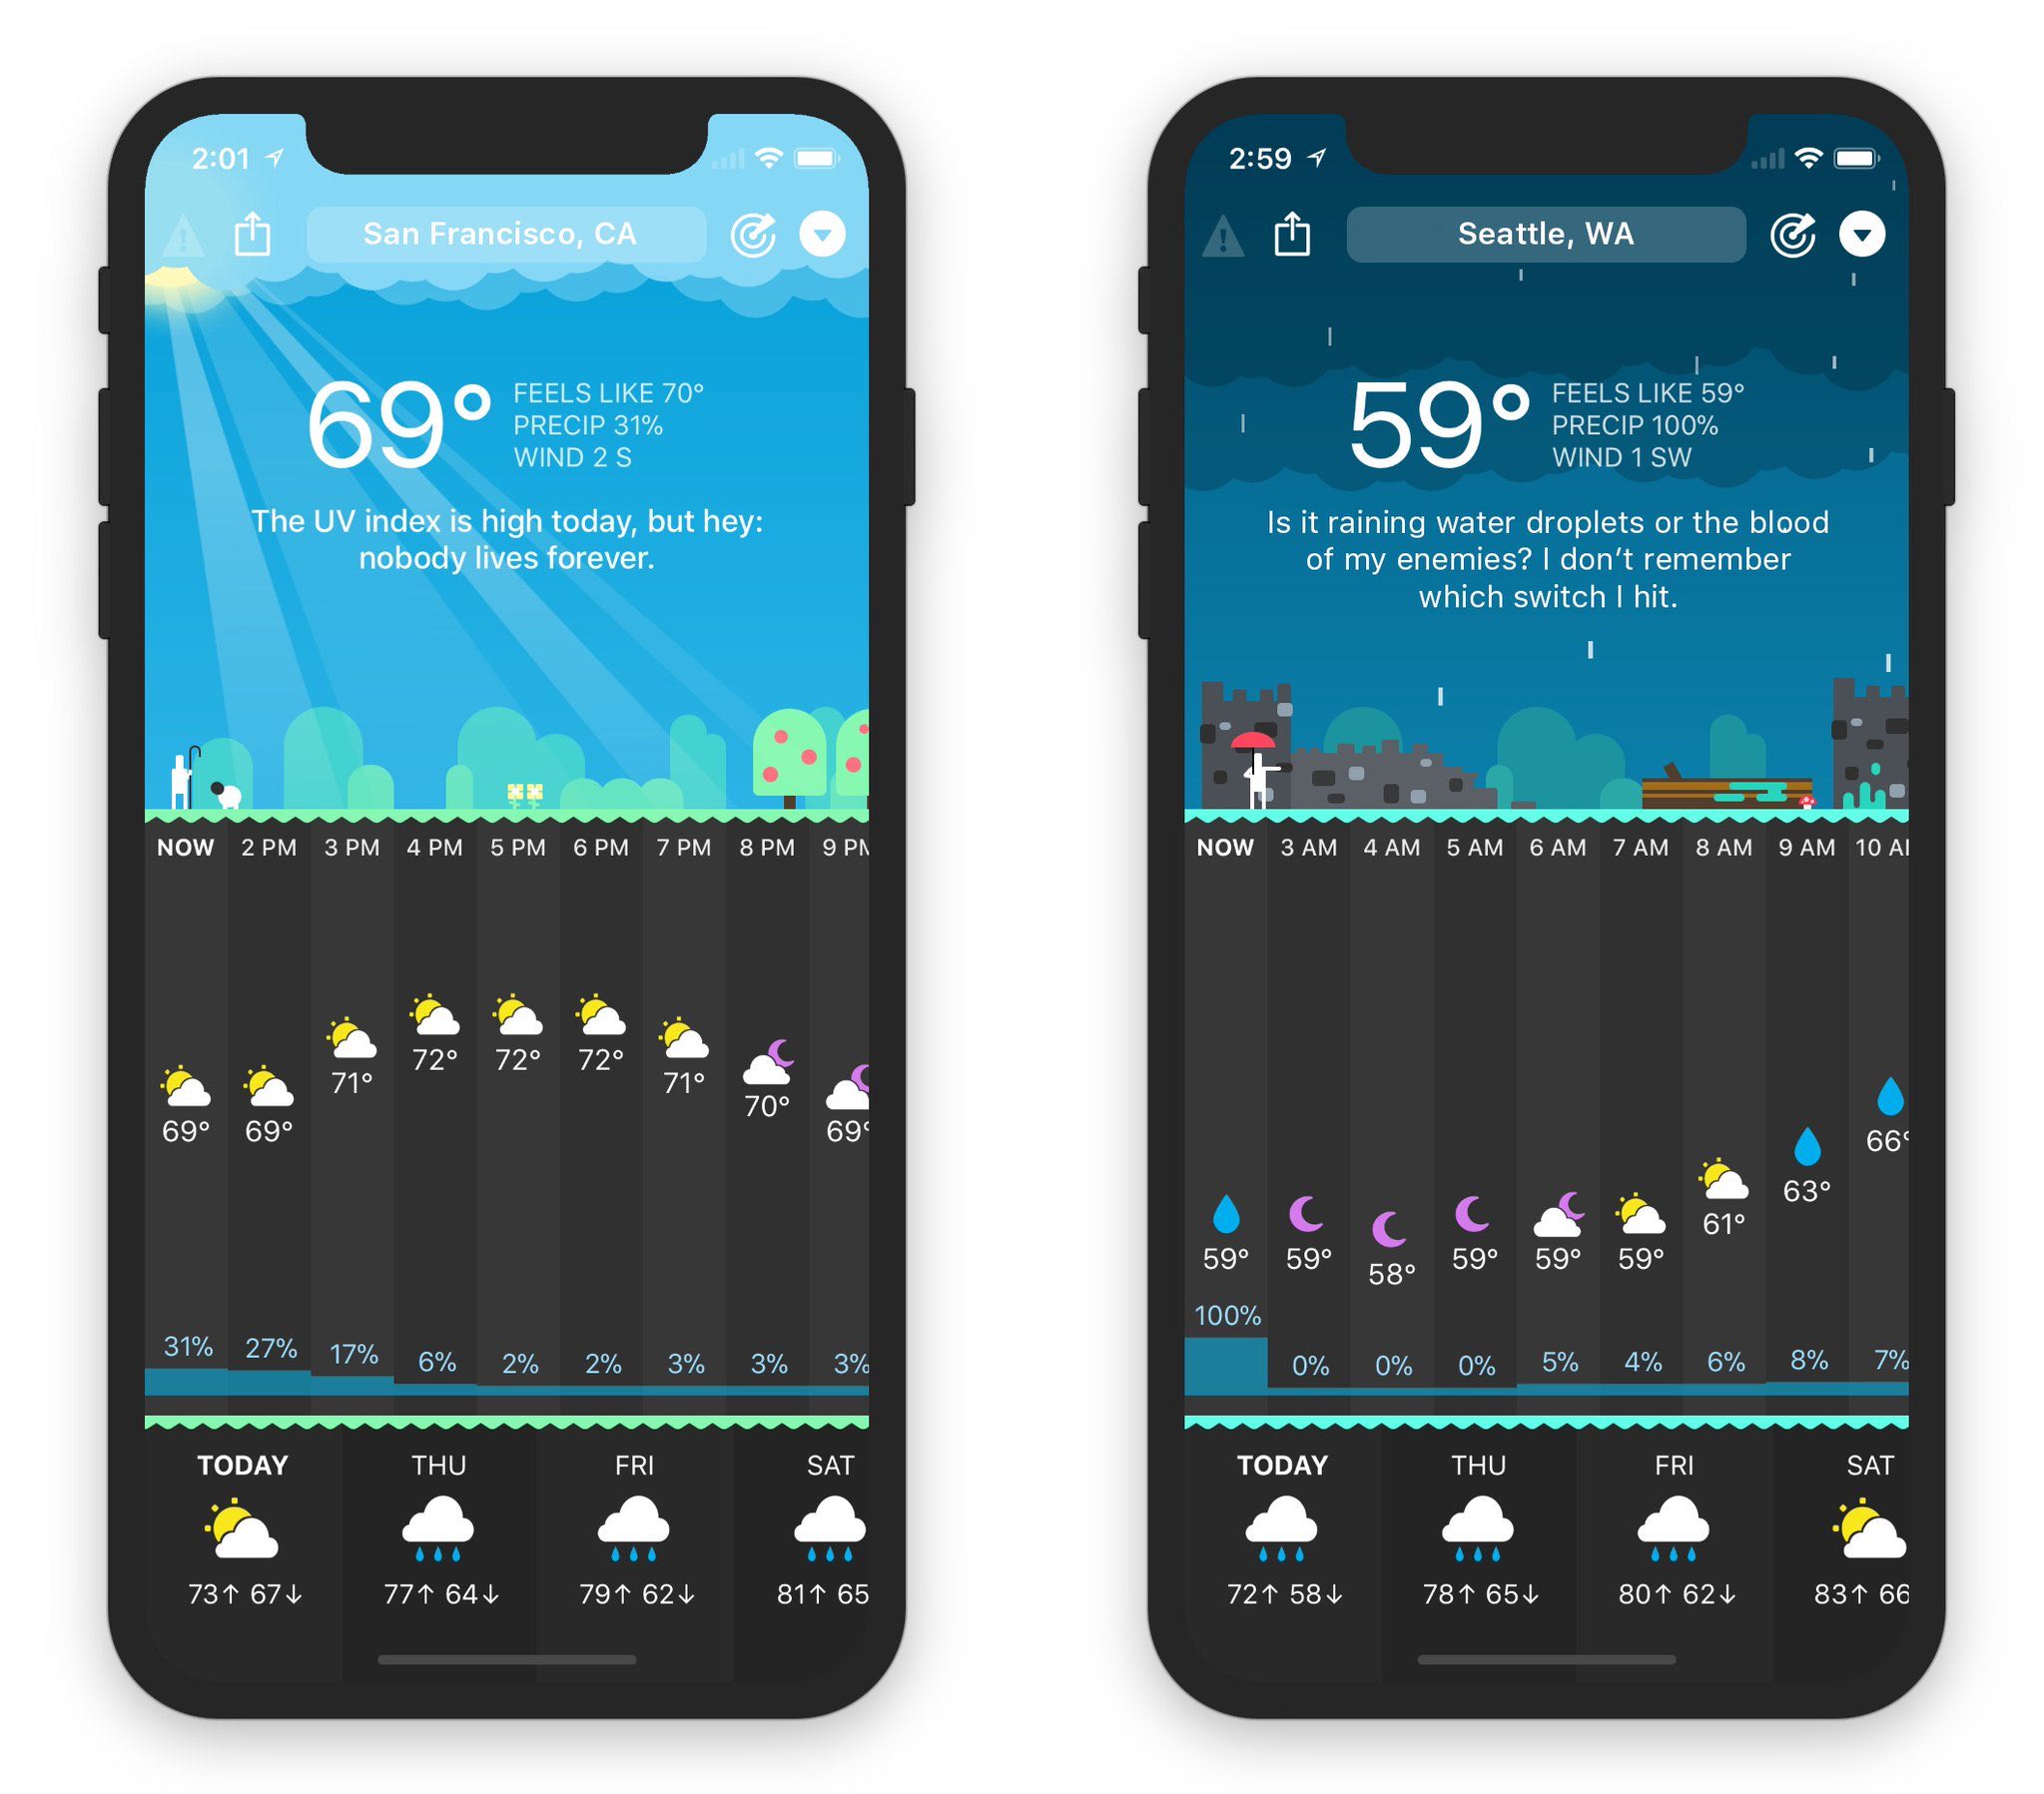 2:01
San Francisco, CA
69°
FEELS LIKE 70°
PRECIP 31%
WIND 2 S
The UV index is high today, but hey:
nobody lives forever.
NOW 2 PM 3 PM 4 PM 5 PM 6 PM 7 PM 8 PM 9 PM
69° 69° 71° 72° 72° 72° 71° 70° 69°
31% 27% 17% 6% 2% 2% 3% 3% 3%
TODAY THU FRI SAT
73↑ 67↓ 77↑ 64↓ 79↑ 62↓ 81↑ 65
2:59
Seattle, WA
59°
FEELS LIKE 59°
PRECIP 100%
WIND 1 SW
Is it raining water droplets or the blood
of my enemies? I don’t remember
which switch I hit.
NOW 3 AM 4 AM 5 AM 6 AM 7 AM 8 AM 9 AM 10 AM
59° 59° 58° 59° 59° 59° 61° 63° 66°
100% 0% 0% 0% 5% 4% 6% 8% 7%
TODAY THU FRI SAT
72↑ 58↓ 78↑ 65↓ 80↑ 62↓ 83↑ 66